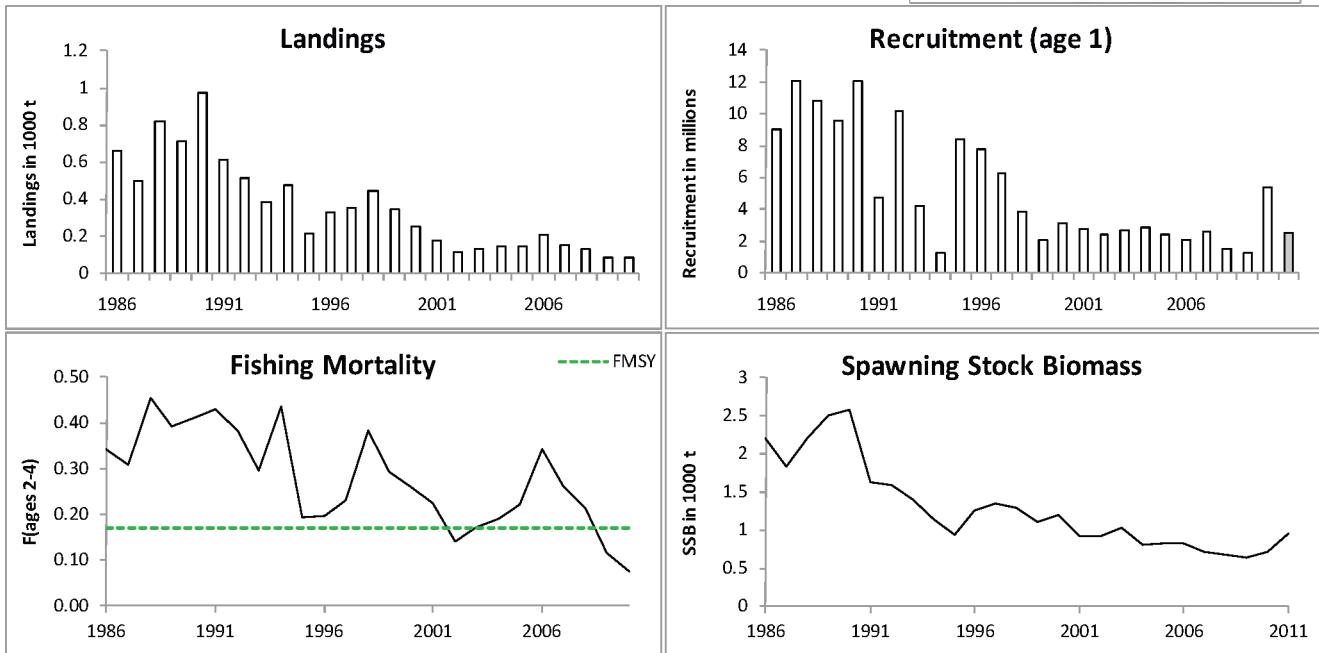 Landings
1.2
1
0.8
0.6
0.4
0.2
0
Landings in 1000 t
1986 1991 1996 2001 2006
Recruitment (age 1)
14
12
10
8
6
4
2
0
Recruitment in millions
1986 1991 1996 2001 2006
Fishing Mortality
FMSY
0.50
0.40
0.30
0.20
0.10
0.00
F(ages 2-4)
1986 1991 1996 2001 2006
Spawning Stock Biomass
3
2.5
2
1.5
1
0.5
0
SSB in 1000 t
1986 1991 1996 2001 2006 2011